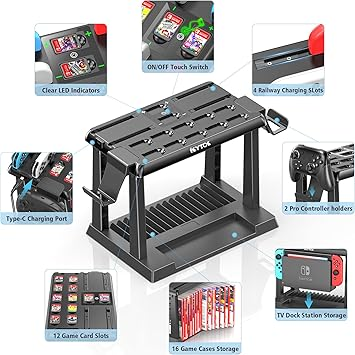 Clear LED Indicators
ON/OFF Touch Switch
4 Railway Charging Slots
KYTOK
Type-C Charging Port
2 Pro Controller holders
12 Game Card Slots
16 Game Cases Storage
TV Dock Station Storage